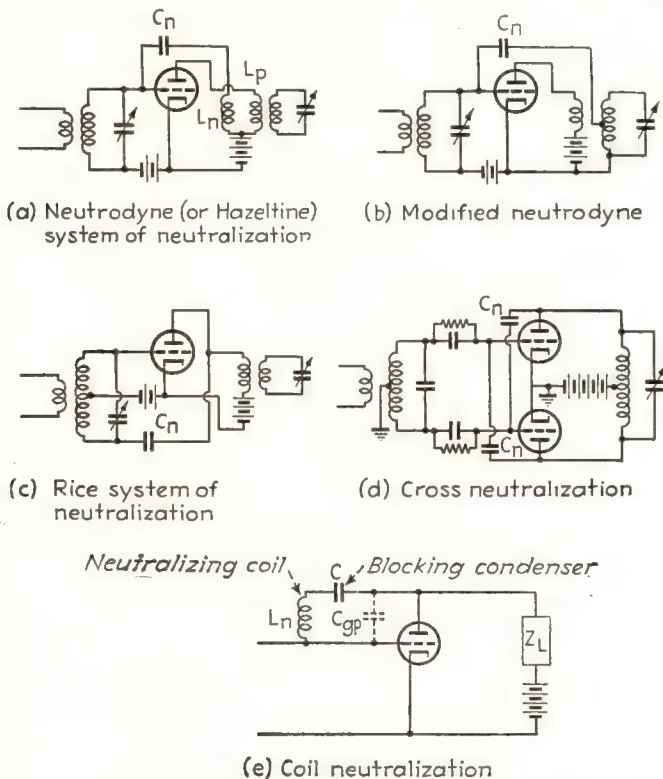 Cn
Lp
Ln
(a) Neutrodyne (or Hazeltine)
system of neutralization
Cn
(b) Modified neutrodyne
Cn
(c) Rice system of
neutralization
Cn
Cn
(d) Cross neutralization
Neutralizing coil
C
Blocking condenser
Ln
Cgp
ZL
(e) Coil neutralization